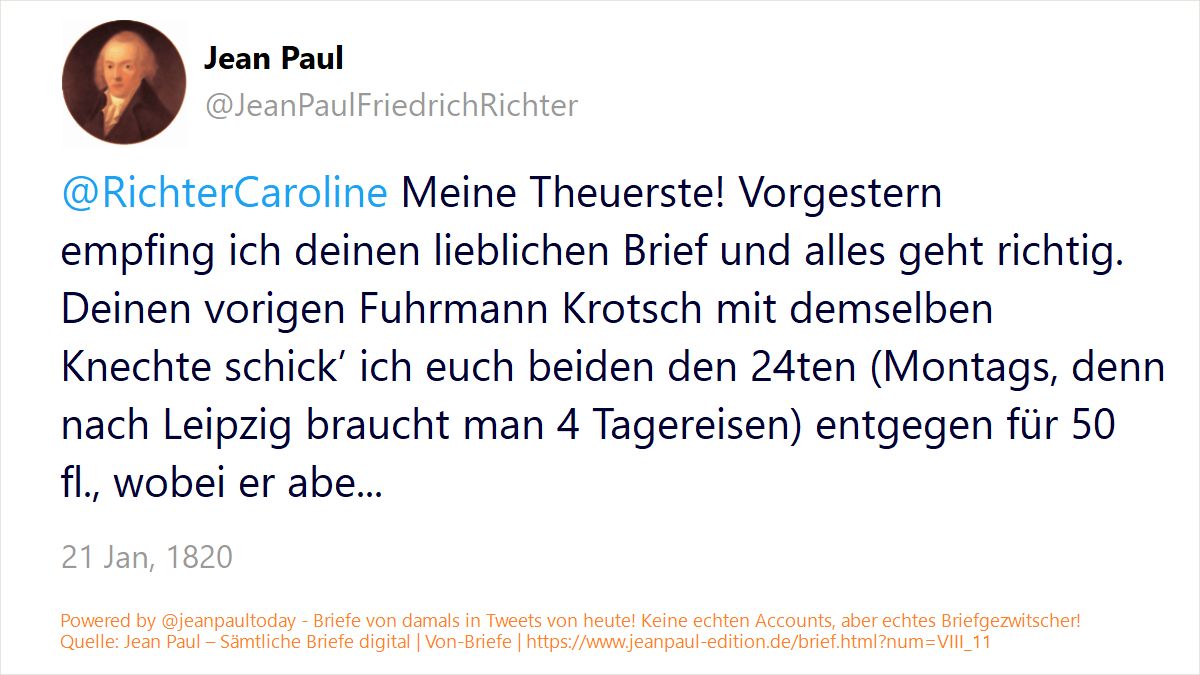 Jean Paul
@JeanPaulFriedrichRichter
@RichterCaroline Meine Theuerste! Vorgestern
empfing ich deinen lieblichen Brief und alles geht richtig.
Deinen vorigen Fuhrmann Krotsch mit demselben
Knechte schick’ ich euch beiden den 24ten (Montags, denn
nach Leipzig braucht man 4 Tagereisen) entgegen für 50
fl., wobei er abe...
21 Jan, 1820
Powered by @jeanpaultoday - Briefe von damals in Tweets von heute! Keine echten Accounts, aber echtes Briefgezwitscher!
Quelle: Jean Paul – Sämtliche Briefe digital | Von-Briefe | https://www.jeanpaul-edition.de/brief.html?num=VIII_11